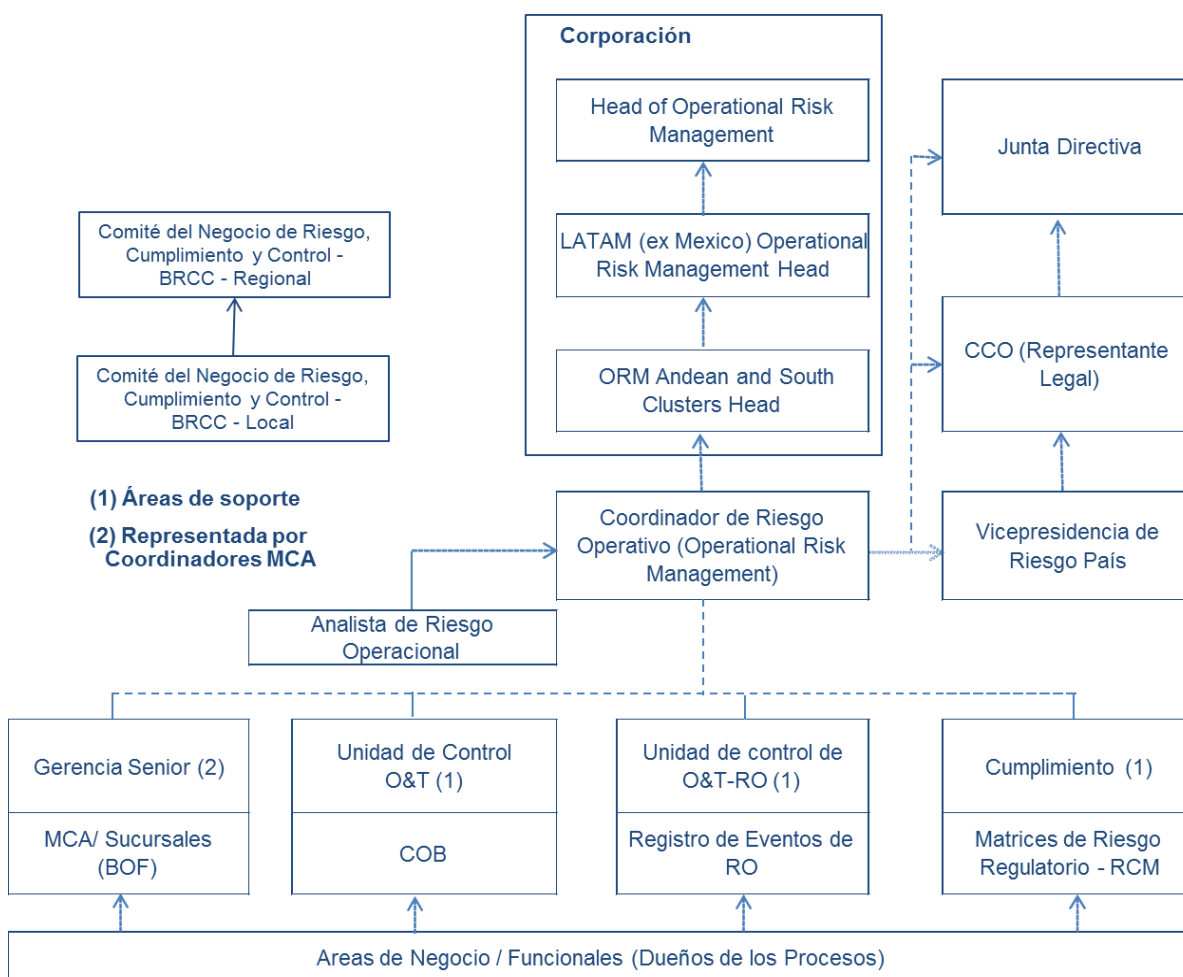 Corporación
Head of Operational Risk
Management
Junta Directiva
LATAM (ex Mexico) Operational
Risk Management Head
Comité del Negocio de Riesgo,
Cumplimiento y Control -
BRCC - Regional
CCO (Representante
Legal)
ORM Andean and South
Clusters Head
Comité del Negocio de Riesgo,
Cumplimiento y Control -
BRCC - Local
(1) Áreas de soporte
(2) Representada por
Coordinadores MCA
Coordinador de Riesgo
Operativo (Operational Risk
Management)
Vicepresidencia de
Riesgo País
Analista de Riesgo
Operacional
Gerencia Senior (2)
Unidad de Control
O&T (1)
Unidad de control de
O&T-RO (1)
Cumplimiento (1)
MCA/ Sucursales
(BOF)
COB
Registro de Eventos de
RO
Matrices de Riesgo
Regulatorio - RCM
Areas de Negocio / Funcionales (Dueños de los Procesos)